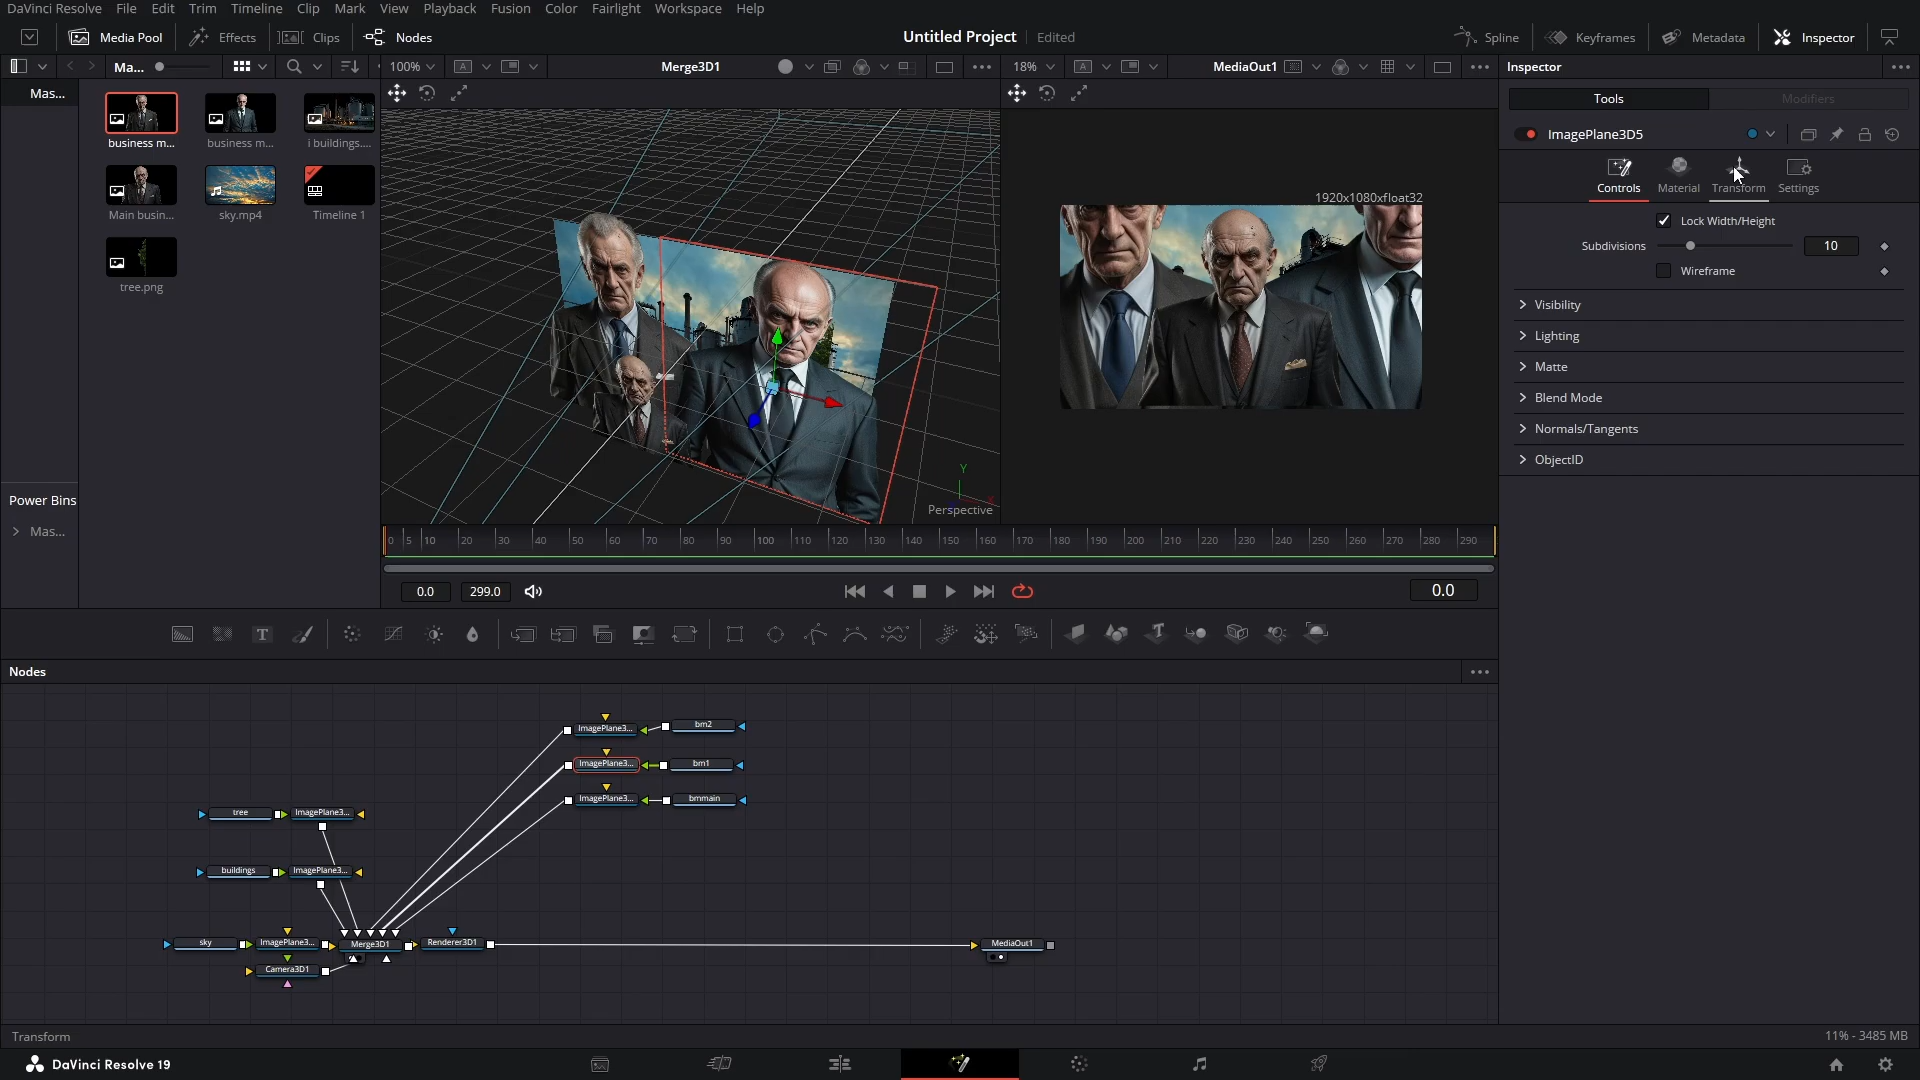 DaVinci Resolve File Edit Trim Timeline Clip Mark View Playback Fusion Color Fairlight Workspace Help
Media Pool Effects Clips Nodes Untitled Project Edited Spline Keyframes Metadata Inspector
Ma... 100% Merge3D1 18% MediaOut1 Inspector
Mas...
Tools Modifiers
ImagePlane3D5
business m... business m... i buildings....
Controls Material Transform Settings
1920x1080xfloat32
Main busin... sky.mp4 Timeline 1
Lock Width/Height
Subdivisions 10
Wireframe
tree.png
Visibility
Lighting
Matte
Blend Mode
Normals/Tangents
ObjectID
Y
Perspective
Power Bins
Mas...
0 5 10 20 30 40 50 60 70 80 90 100 110 120 130 140 150 160 170 180 190 200 210 220 230 240 250 260 270 280 290
0.0 299.0 0.0
Nodes
ImagePlane3... bm2
ImagePlane3... bm1
ImagePlane3... bmmain
tree ImagePlane3...
buildings ImagePlane3...
sky ImagePlane3... Merge3D1 Renderer3D1 MediaOut1
Camera3D1
Transform 11% - 3485 MB
DaVinci Resolve 19